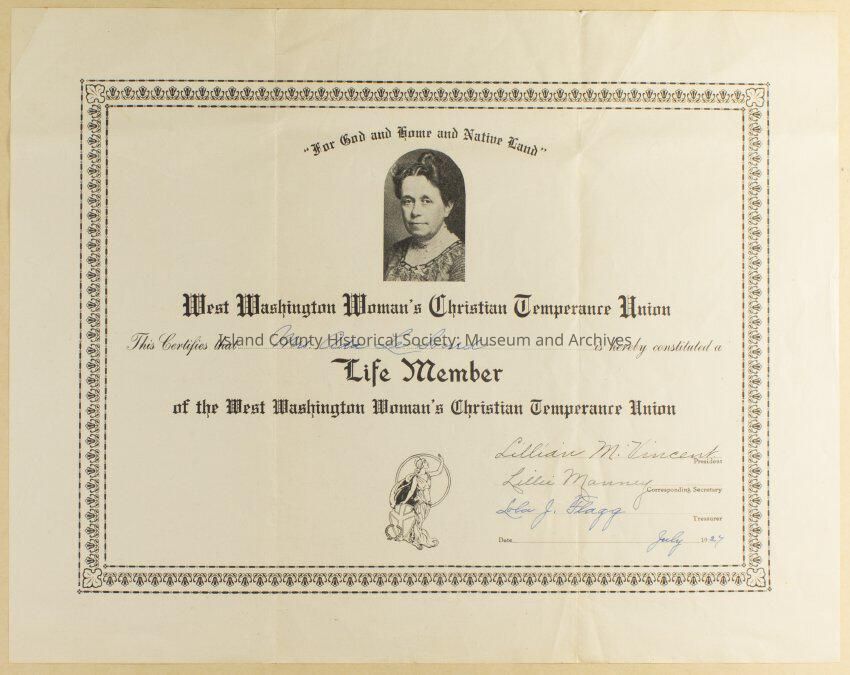 "For God and Home and Native Land"
West Washington Woman's Christian Temperance Union
This Certifies that Mrs is hereby constituted a
Island County Historical Society; Museum and Archives
Life Member
of the West Washington Woman's Christian Temperance Union
Lillian M. Vincent
President
Lillie Manney
Corresponding Secretary
Lola J. Flagg
Treasurer
Date July 1927